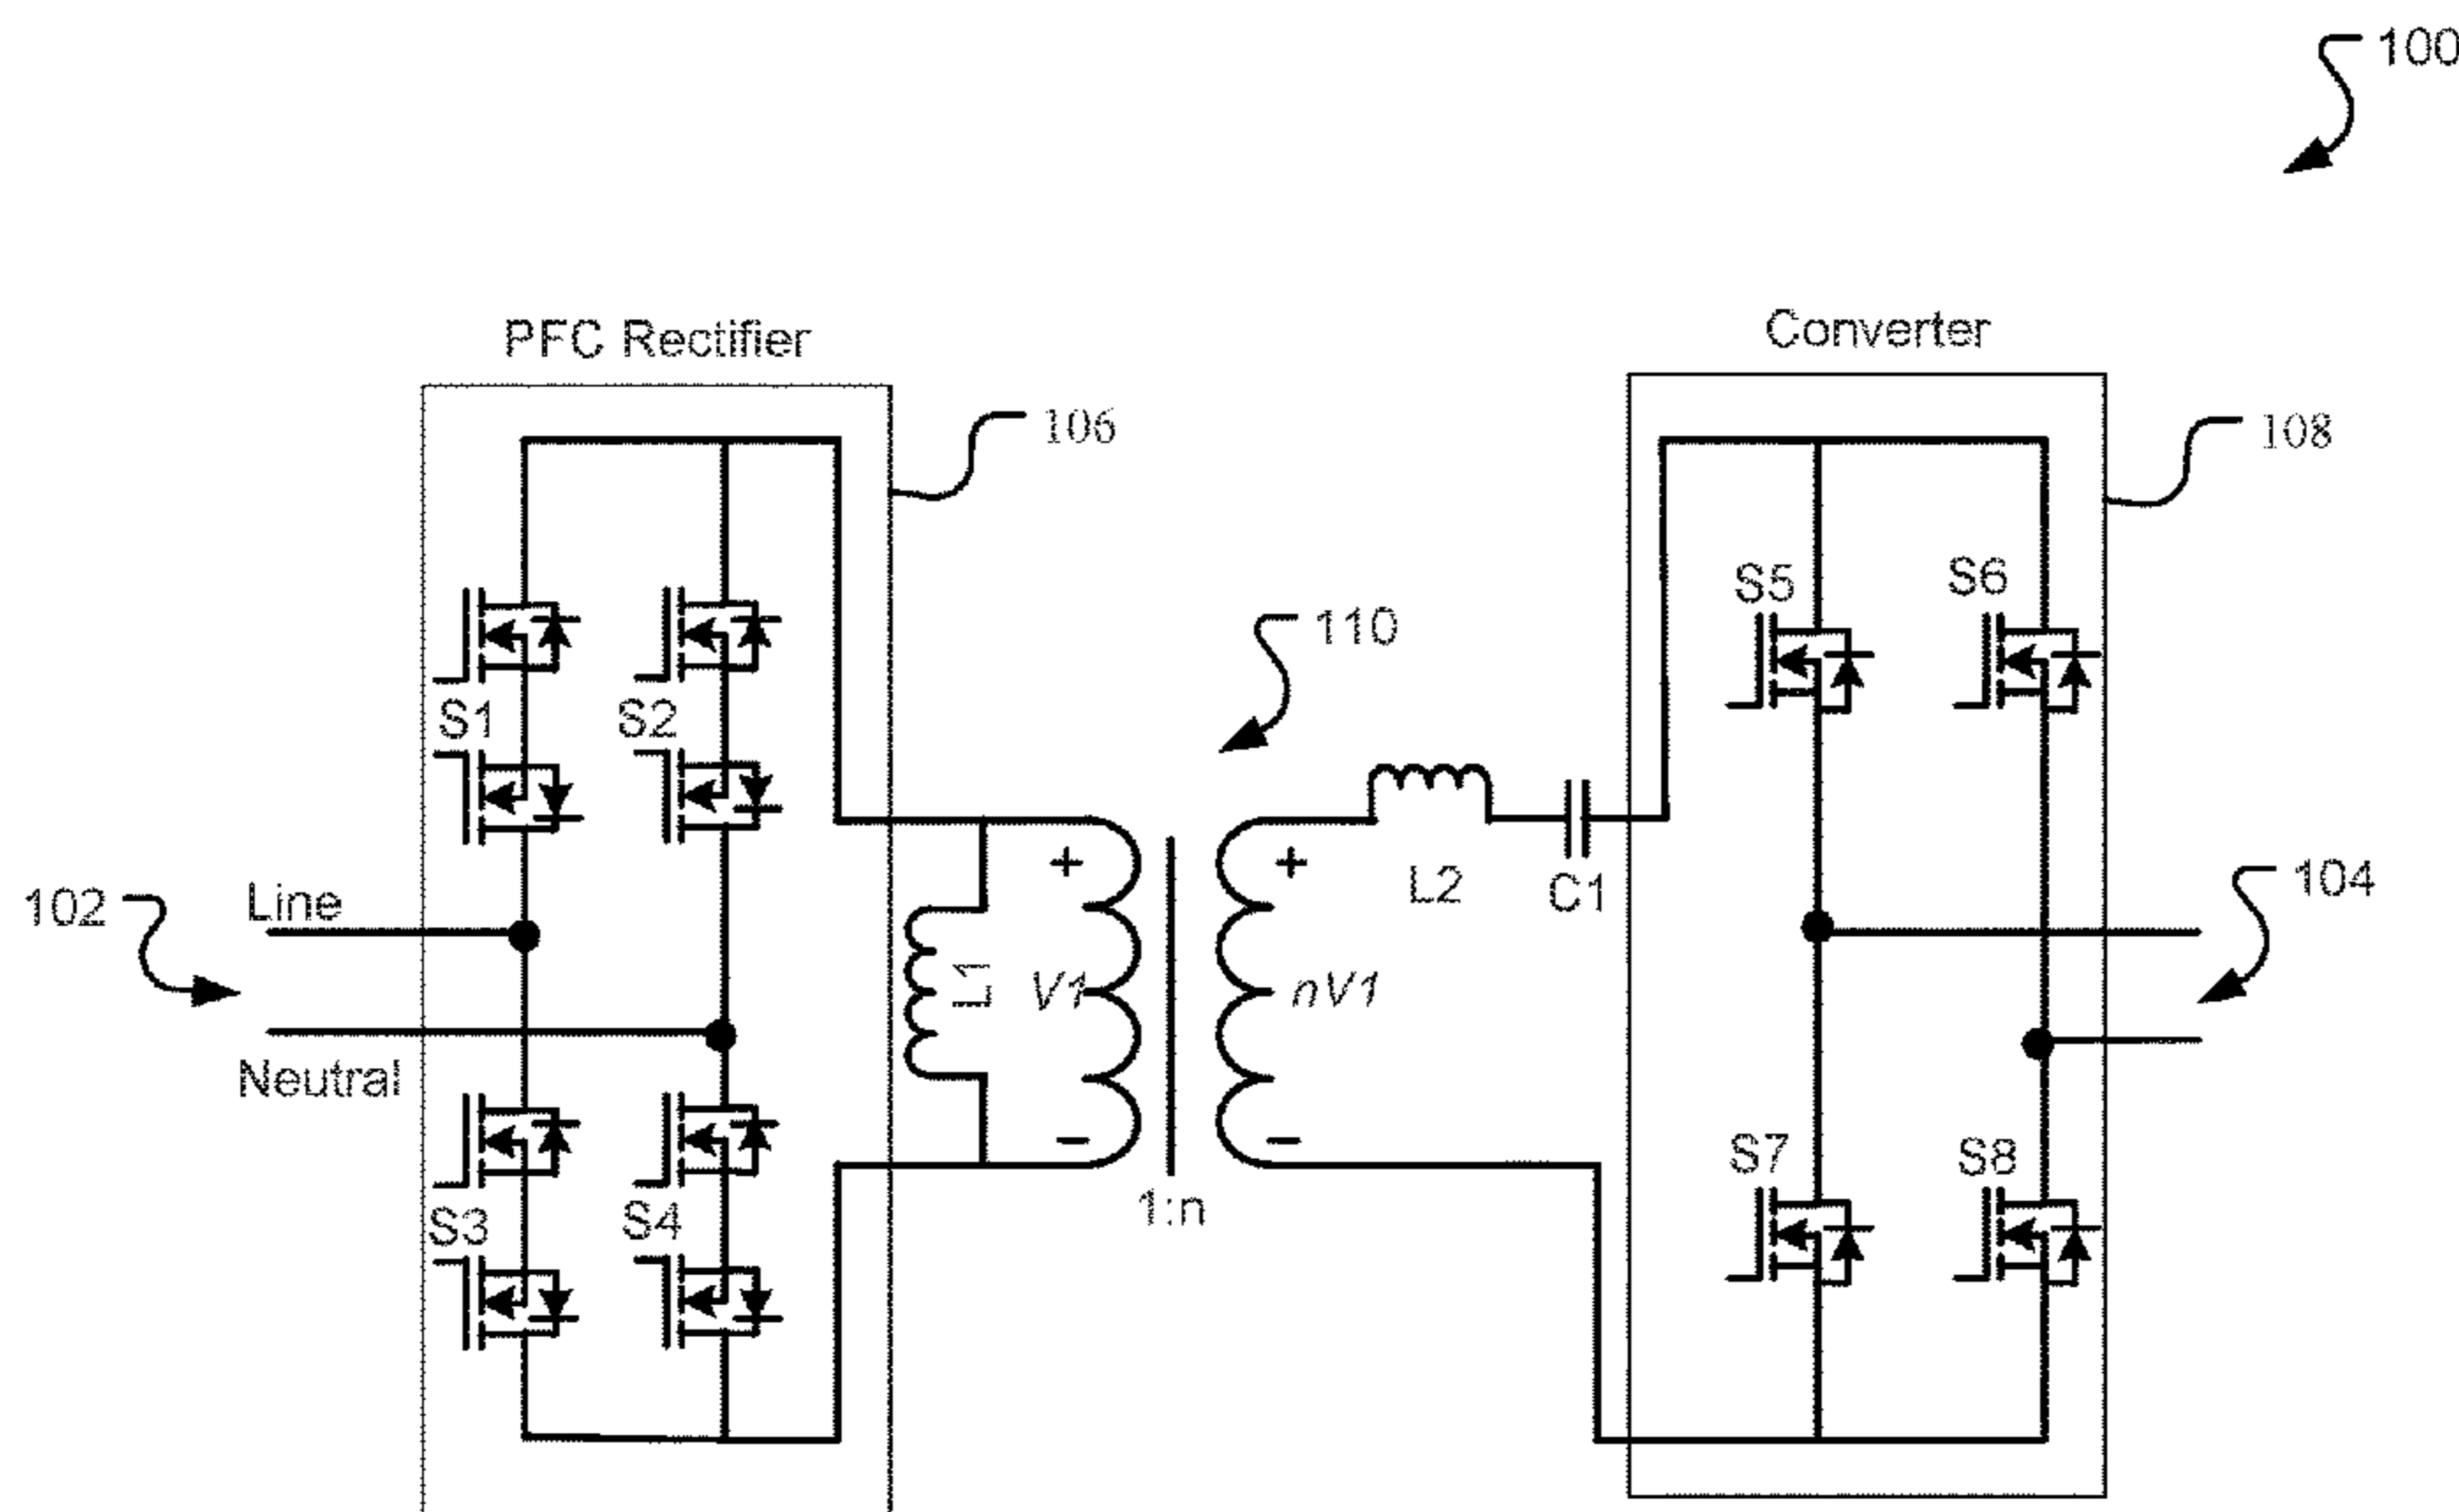 100
PFC Rectifier
Converter
106
108
S5
S6
110
S1
S2
102
Line
+
+
L2
C1
104
L1
V1
nV1
Neutral
−
−
S7
S8
1:n
S3
S4